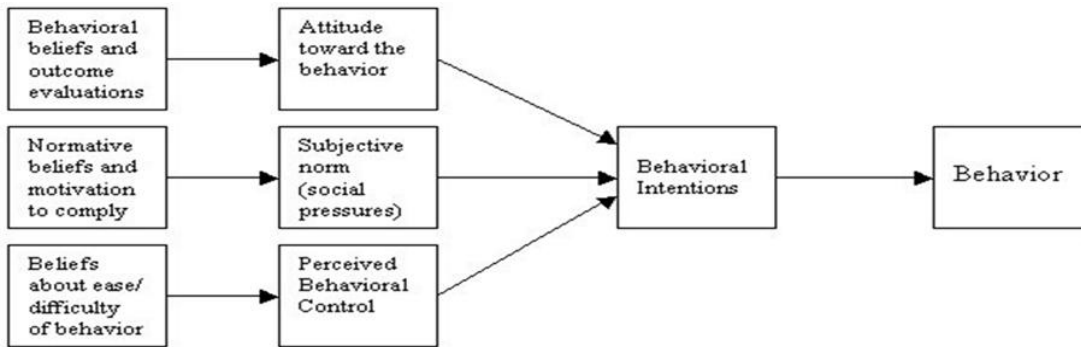 Behavioral
beliefs and
outcome
evaluations
Attitude
toward the
behavior
Normative
beliefs and
motivation
to comply
Subjective
norm
(social
pressures)
Behavioral
Intentions
Behavior
Beliefs
about ease/
difficulty
of behavior
Perceived
Behavioral
Control